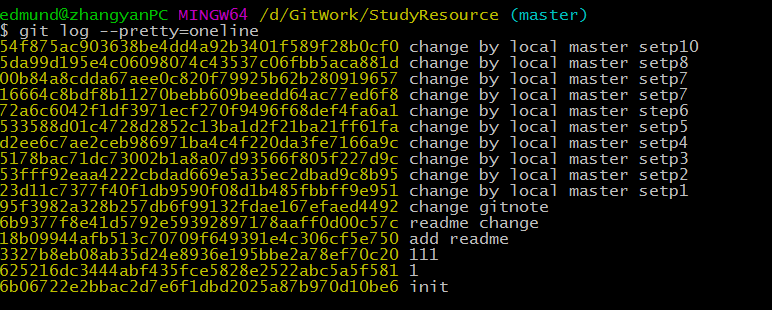 edmund@zhangyanPC MINGW64 /d/GitWork/StudyResource (master)
$ git log --pretty=oneline
54f875ac903638be4dd4a92b3401f589f28b0cf0 change by local master setp10
5da99d195e4c06098074c43537c06fbb5aca881d change by local master setp8
00b84a8cdda67aee0c820f79925b62b280919657 change by local master setp7
16664c8bdf8b11270bebb609beedd64ac77ed6f8 change by local master setp7
72a6c6042f1df3971ecf270f9496f68def4fa6a1 change by local master step6
533588d01c4728d2852c13ba1d2f21ba21ff61fa change by local master setp5
d2ee6c7ae2ceb986971ba4c4f220da3fe7166a9c change by local master setp4
5178bac71dc73002b1a8a07d93566f805f227d9c change by local master setp3
53fff92eaa4222cbdad669e5a35ec2dbad9c8b95 change by local master setp2
23d11c7377f40f1db9590f08d1b485fbbff9e951 change by local master setp1
95f3982a328b257db6f99132fdae167efaed4492 change gitnote
6b9377f8e41d5792e59392897178aaff0d00c57c readme change
18b09944afb513c70709f649391e4c306cf5e750 add readme
3327b8eb08ab35d24e8936e195bbe2a78ef70c20 111
625216dc3444abf435fce5828e2522abc5a5f581 1
6b06722e2bbac2d7e6f1dbd2025a87b970d10be6 init